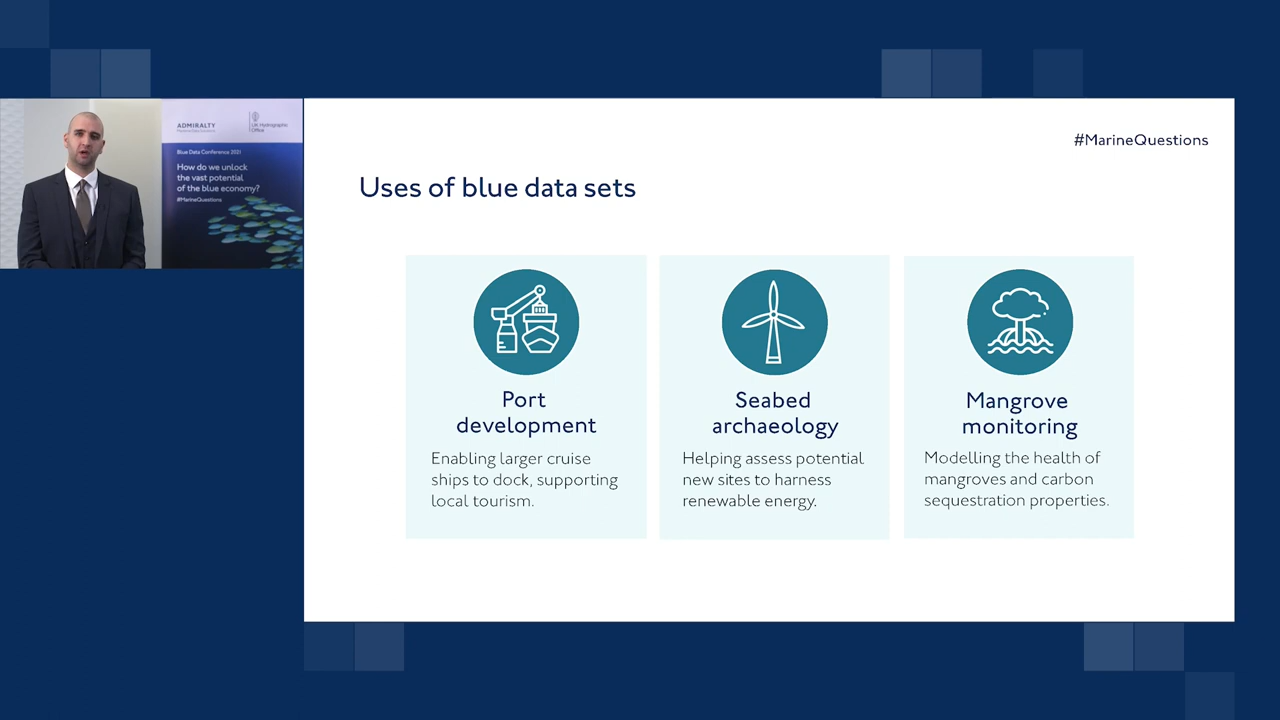 ADMIRALTY
UK Hydrographic
Office
Blue Data Conference 2021
How do we unlock
the vast potential
of the blue economy?
#MarineQuestions
#MarineQuestions
Uses of blue data sets
Port
development
Enabling larger cruise
ships to dock, supporting
local tourism.
Seabed
archaeology
Helping assess potential
new sites to harness
renewable energy.
Mangrove
monitoring
Modelling the health of
mangroves and carbon
sequestration properties.